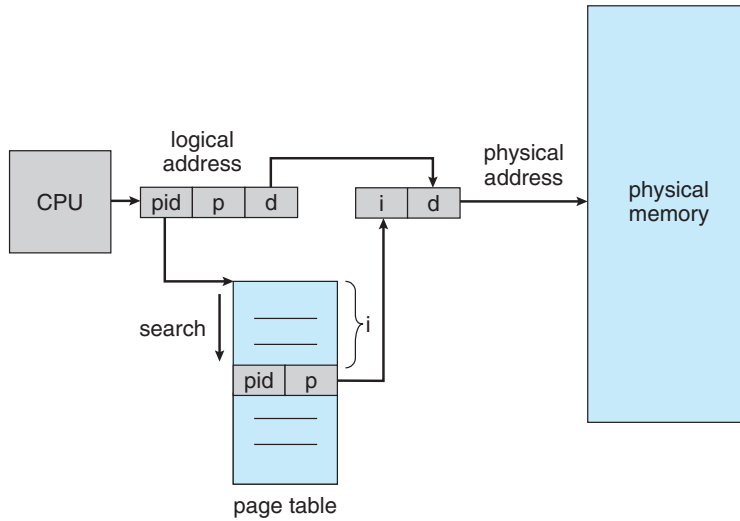 logical
address
physical
address
CPU
pid p d
i d
physical
memory
search
i
pid p
page table